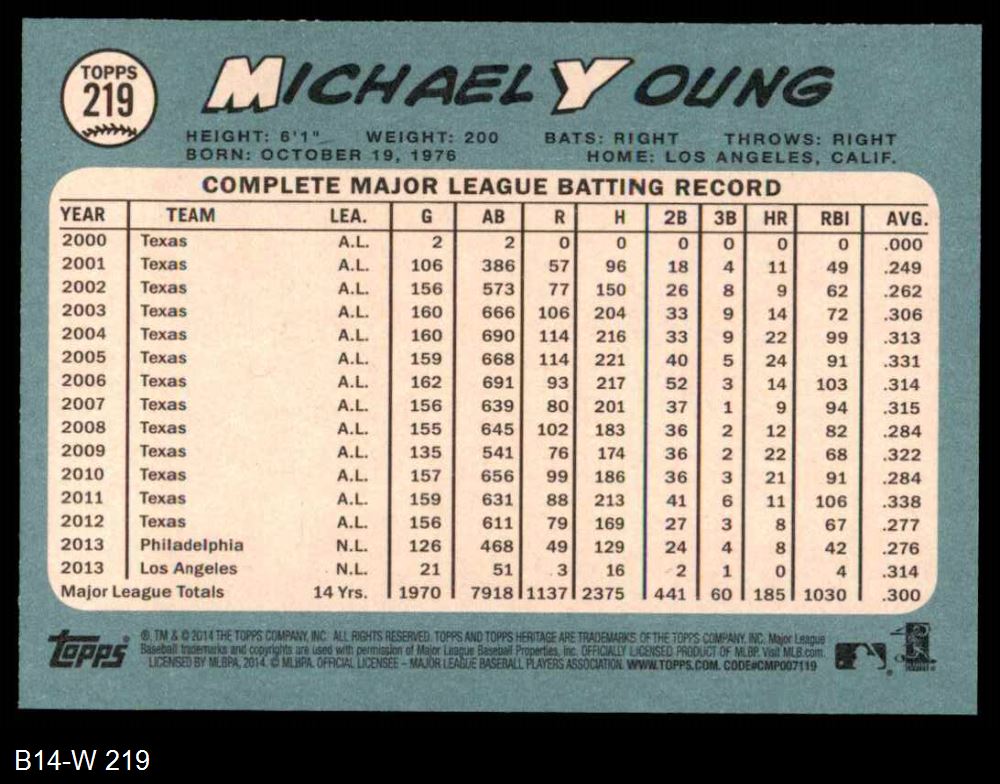 TOPPS
219
MICHAEL YOUNG
HEIGHT: 6'1" WEIGHT: 200 BATS: RIGHT THROWS: RIGHT
BORN: OCTOBER 19, 1976 HOME: LOS ANGELES, CALIF.
COMPLETE MAJOR LEAGUE BATTING RECORD
YEAR TEAM LEA. G AB R H 2B 3B HR RBI AVG.
2000 Texas A.L. 2 2 0 0 0 0 0 0 .000
2001 Texas A.L. 106 386 57 96 18 4 11 49 .249
2002 Texas A.L. 156 573 77 150 26 8 9 62 .262
2003 Texas A.L. 160 666 106 204 33 9 14 72 .306
2004 Texas A.L. 160 690 114 216 33 9 22 99 .313
2005 Texas A.L. 159 668 114 221 40 5 24 91 .331
2006 Texas A.L. 162 691 93 217 52 3 14 103 .314
2007 Texas A.L. 156 639 80 201 37 1 9 94 .315
2008 Texas A.L. 155 645 102 183 36 2 12 82 .284
2009 Texas A.L. 135 541 76 174 36 2 22 68 .322
2010 Texas A.L. 157 656 99 186 36 3 21 91 .284
2011 Texas A.L. 159 631 88 213 41 6 11 106 .338
2012 Texas A.L. 156 611 79 169 27 3 8 67 .277
2013 Philadelphia N.L. 126 468 49 129 24 4 8 42 .276
2013 Los Angeles N.L. 21 51 3 16 2 1 0 4 .314
Major League Totals 14 Yrs. 1970 7918 1137 2375 441 60 185 1030 .300
Topps
®, TM & © 2014 THE TOPPS COMPANY, INC. ALL RIGHTS RESERVED. TOPPS AND TOPPS HERITAGE ARE TRADEMARKS OF THE TOPPS COMPANY, INC. Major League
Baseball trademarks and copyrights are used with permission of Major League Baseball Properties, Inc. OFFICIALLY LICENSED PRODUCT OF MLBP. Visit MLB.com.
LICENSED BY MLBPA, 2014. © MLBPA. OFFICIAL LICENSEE – MAJOR LEAGUE BASEBALL PLAYERS ASSOCIATION. WWW.TOPPS.COM. CODE#CMP007119
B14-W 219